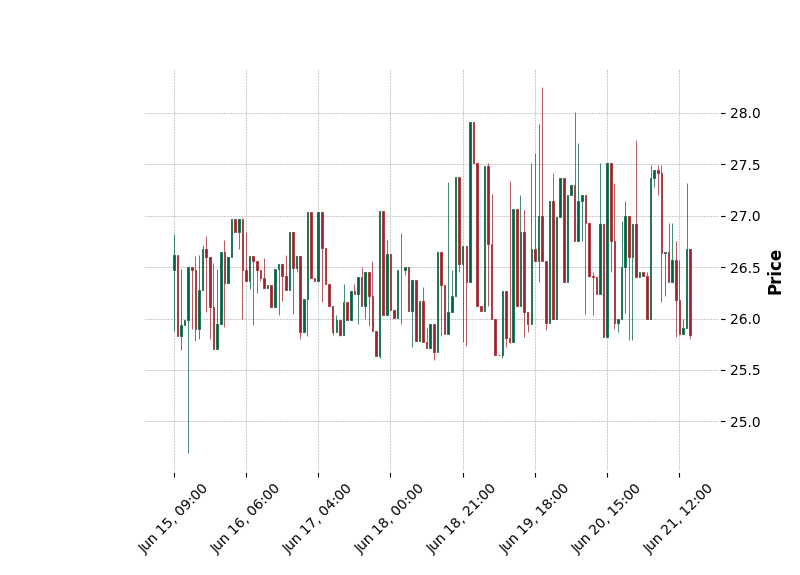 28.0
27.5
27.0
26.5
26.0
25.5
25.0
Price
Jun 15, 09:00
Jun 16, 06:00
Jun 17, 04:00
Jun 18, 00:00
Jun 18, 21:00
Jun 19, 18:00
Jun 20, 15:00
Jun 21, 12:00